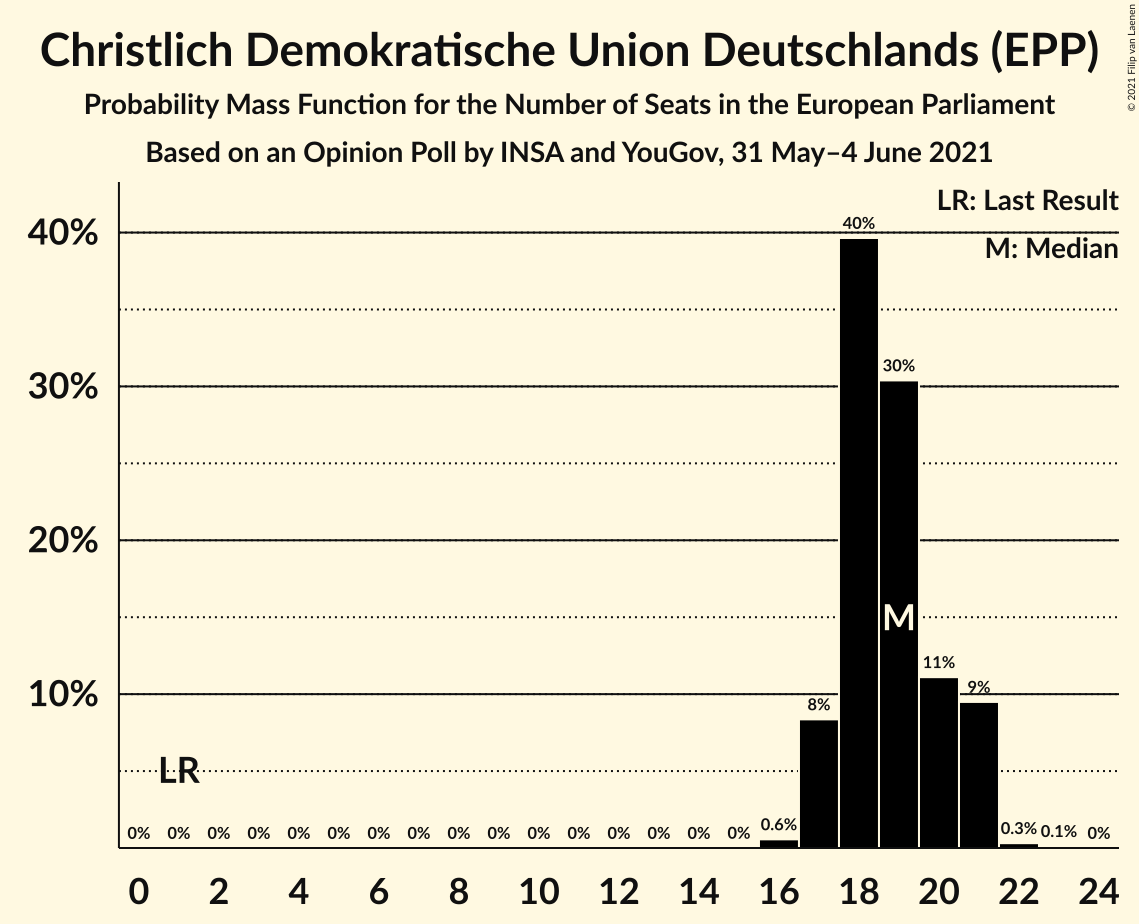 Christlich Demokratische Union Deutschlands (EPP)
Probability Mass Function for the Number of Seats in the European Parliament
Based on an Opinion Poll by INSA and YouGov, 31 May–4 June 2021
© 2021 Filip van Laenen
LR: Last Result
M: Median
40%
30%
20%
10%
40%
30%
M
11%
9%
8%
LR
0% 0% 0% 0% 0% 0% 0% 0% 0% 0% 0% 0% 0% 0% 0% 0% 0.6% 0.3% 0.1% 0%
0 2 4 6 8 10 12 14 16 18 20 22 24